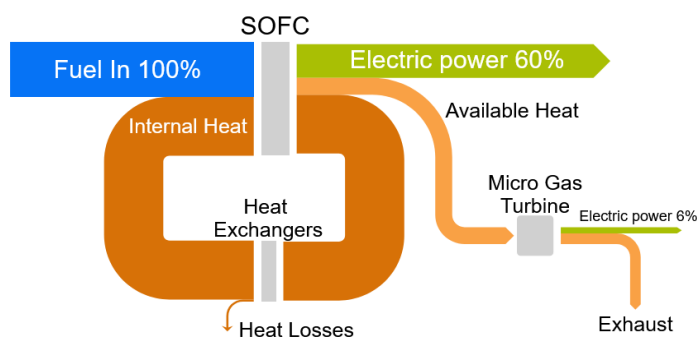 SOFC
Fuel In 100%
Electric power 60%
Internal Heat
Available Heat
Heat
Exchangers
Micro Gas
Turbine
Electric power 6%
Heat Losses
Exhaust